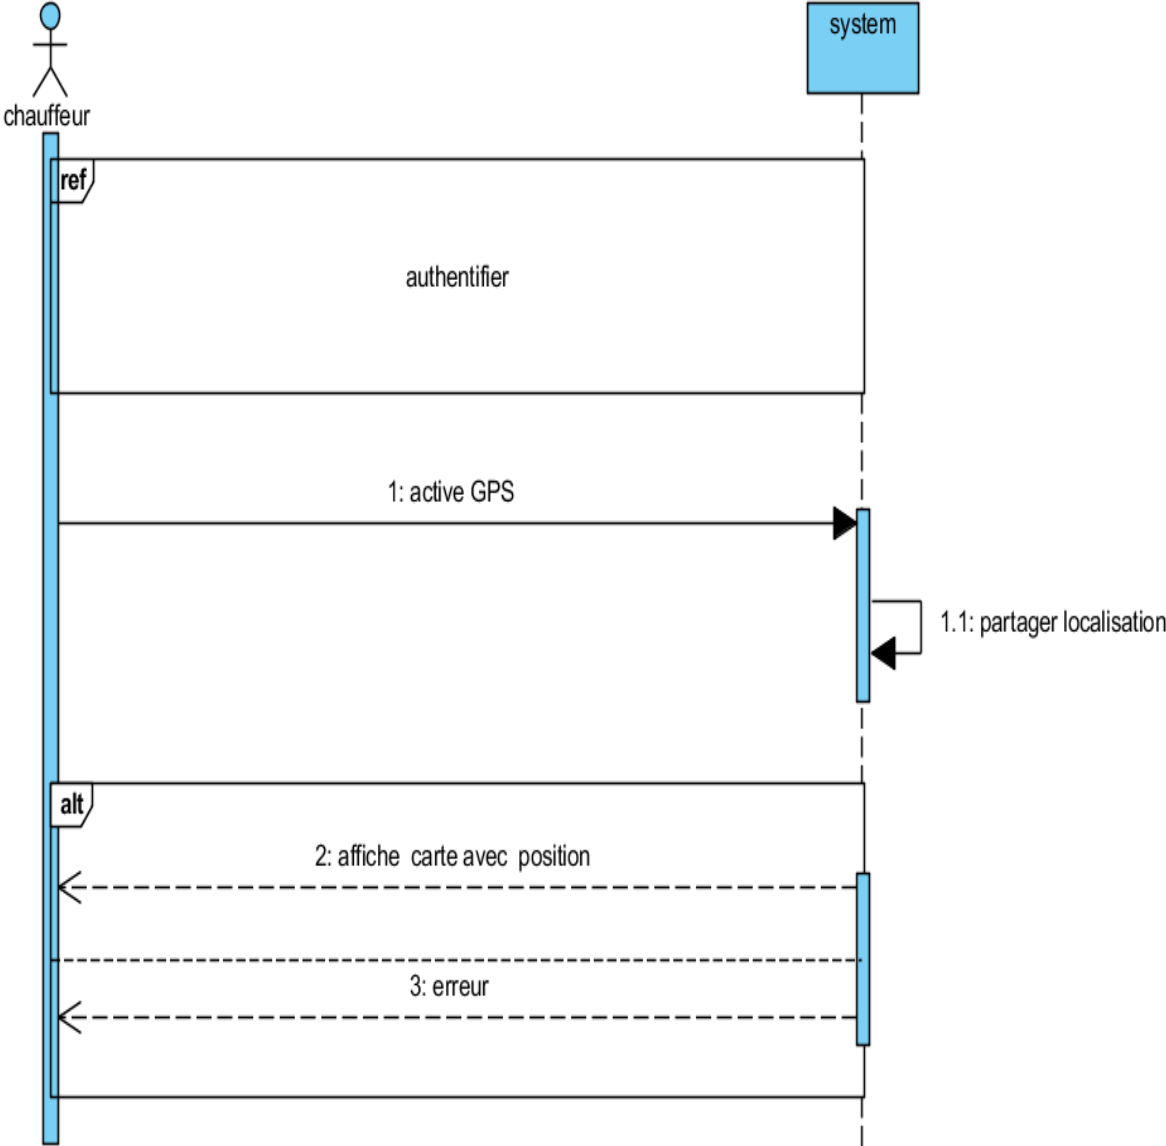 system
chauffeur
ref
authentifier
1: active GPS
1.1: partager localisation
alt
2: affiche carte avec position
3: erreur